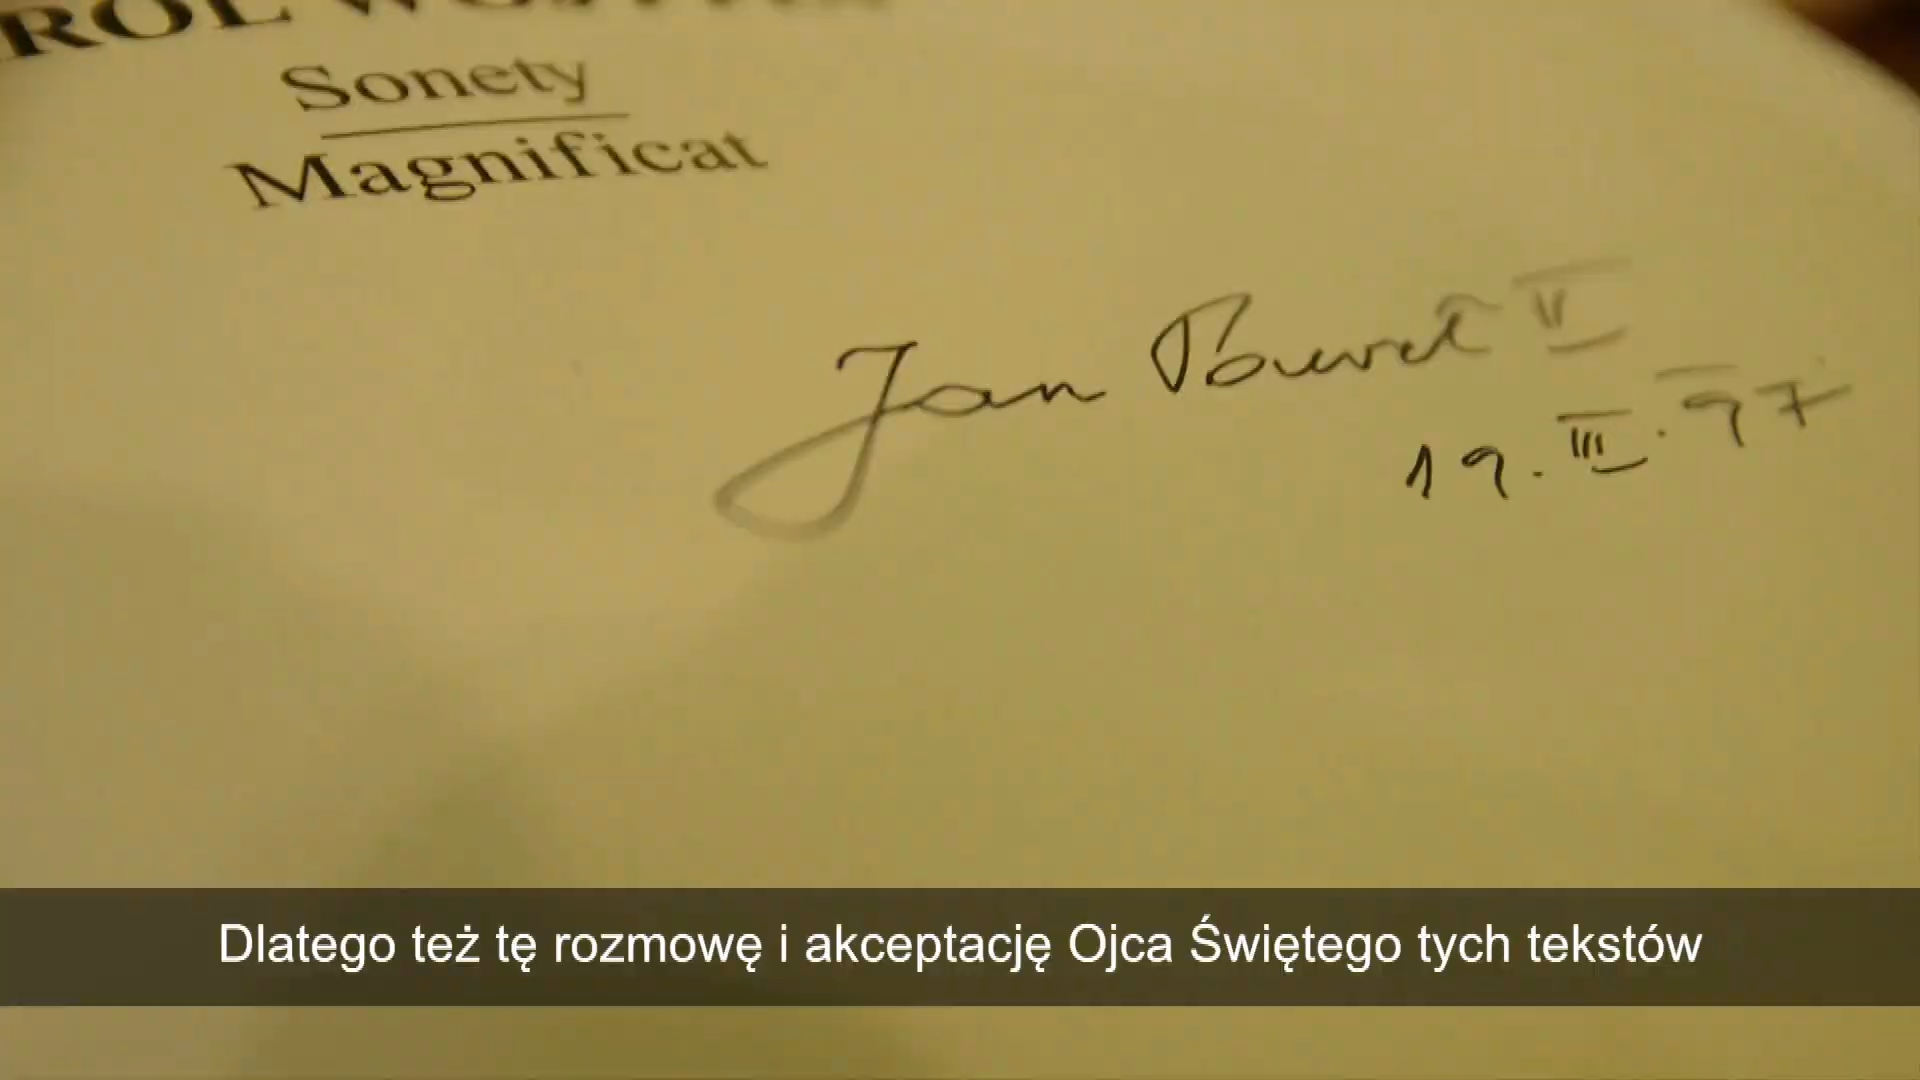 Sonety
Magnificat
Jan Paweł II
19. III. 97
Dlatego też tę rozmowę i akceptację Ojca Świętego tych tekstów